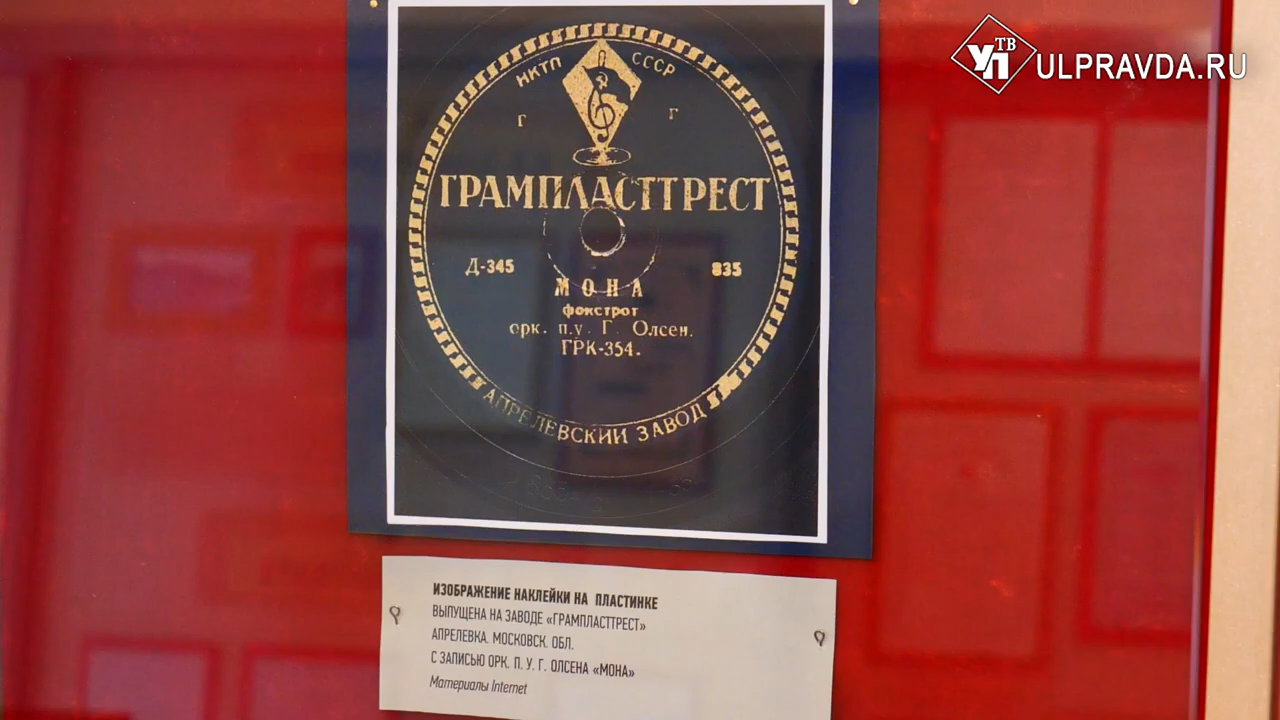 УП ТВ ULPRAVDA.RU
НКТП СССР
Г Г
ГРАМПЛАСТТРЕСТ
Д-345 835
МОНА
фокстрот
орк. п.у. Г. Олсен.
ГРК-354.
АПРЕЛЕВСКИЙ ЗАВОД
ИЗОБРАЖЕНИЕ НАКЛЕЙКИ НА ПЛАСТИНКЕ
ВЫПУЩЕНА НА ЗАВОДЕ «ГРАМПЛАСТТРЕСТ»
АПРЕЛЕВКА. МОСКОВСК. ОБЛ.
С ЗАПИСЬЮ ОРК. П. У. Г. ОЛСЕНА «МОНА»
Материалы Internet